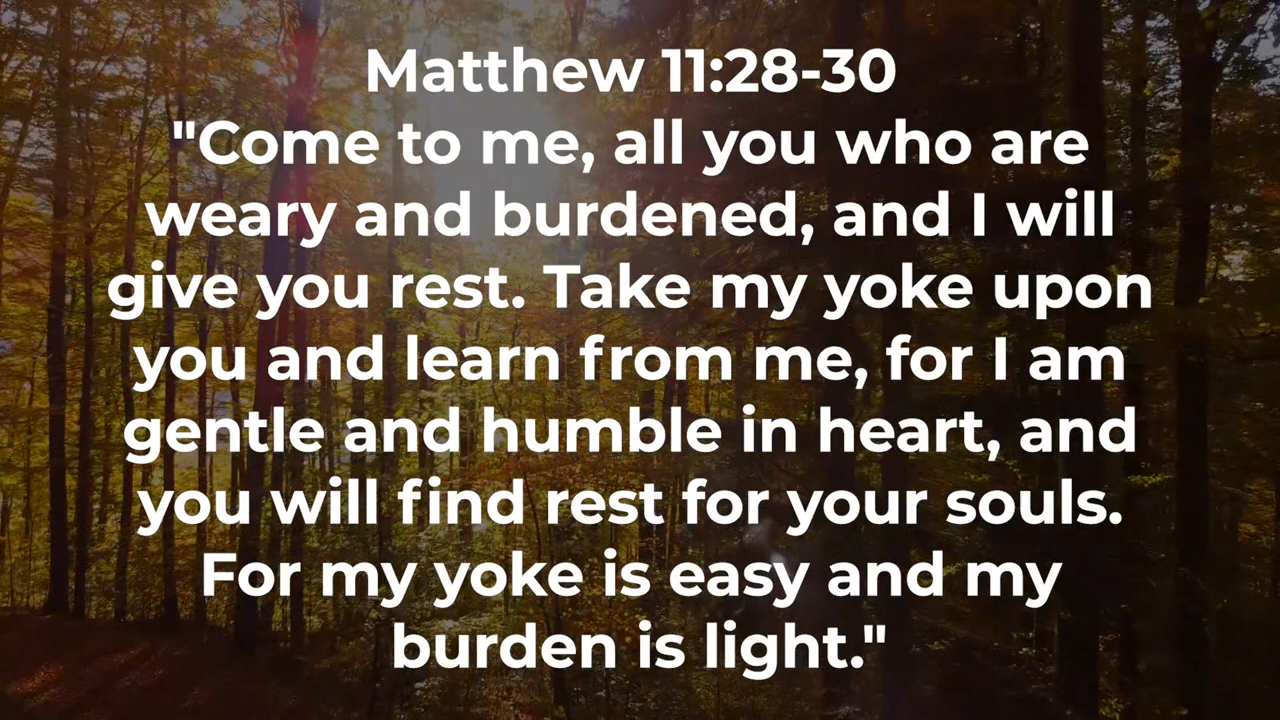 Matthew 11:28-30
"Come to me, all you who are
weary and burdened, and I will
give you rest. Take my yoke upon
you and learn from me, for I am
gentle and humble in heart, and
you will find rest for your souls.
For my yoke is easy and my
burden is light."